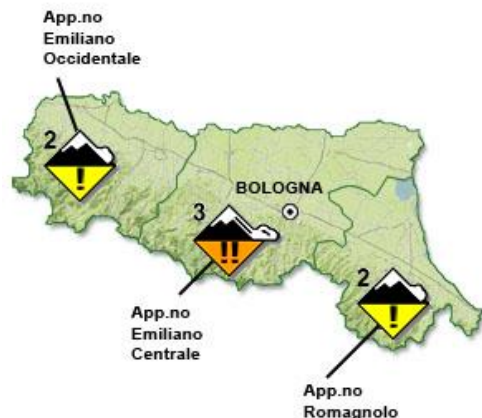 App.no
Emiliano
Occidentale
2
!
BOLOGNA
3
!!
2
!
App.no
Emiliano
Centrale
App.no
Romagnolo